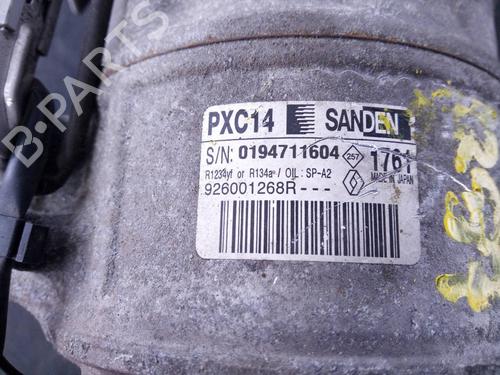 PXC14 SANDEN
S/N: 0194711604 257 1761
R1234yf or R134a / OIL: SP-A2 MADE IN JAPAN
926001268R---
B-PARTS